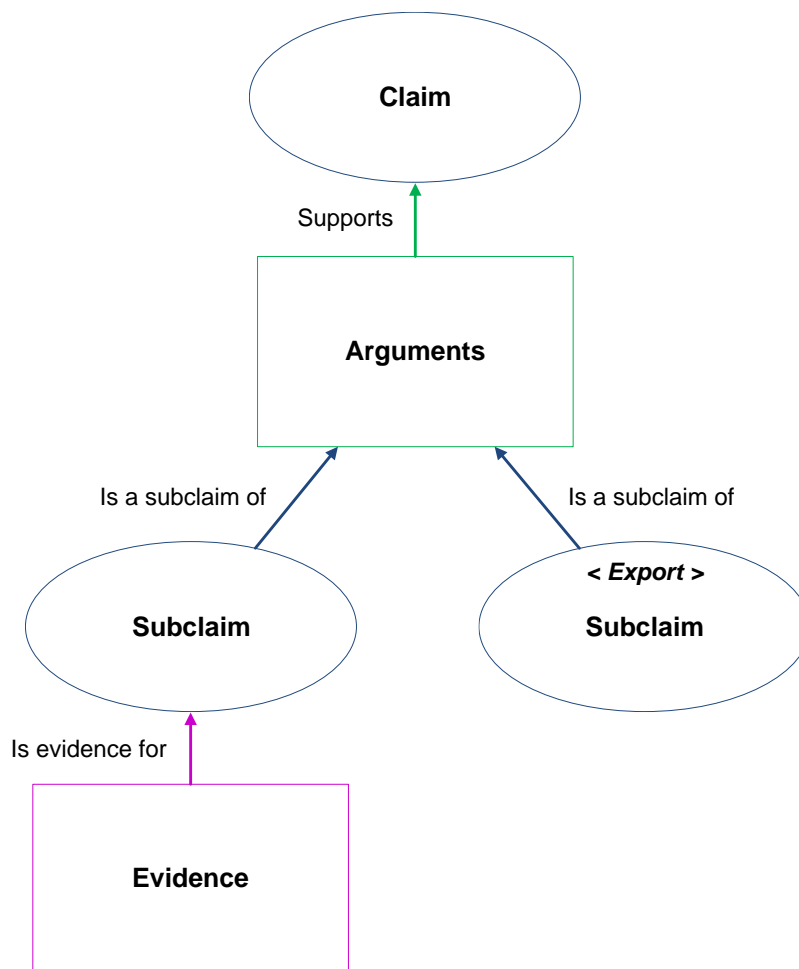 Claim
Supports
Arguments
Is a subclaim of
Is a subclaim of
< Export >
Subclaim
Subclaim
Is evidence for
Evidence